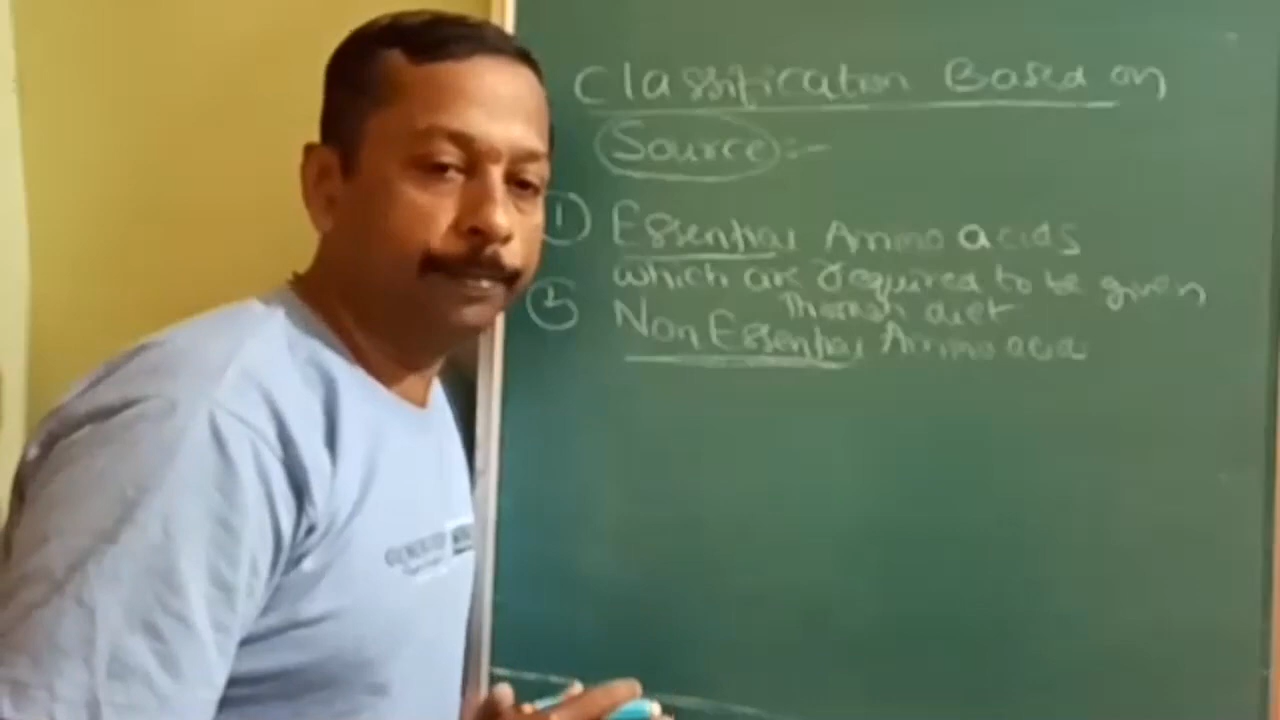 Classification Based on
Source:-
1 Essential Amino acids
which are required to be given
Through diet
2 Non Essential Amino acid